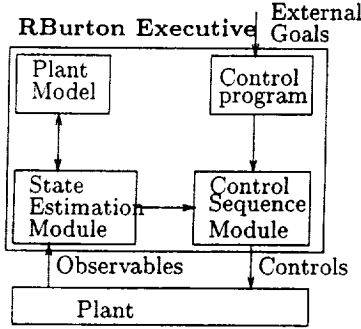 External
Goals
RBurton Executive
Plant
Model
Control
program
State
Estimation
Module
Control
Sequence
Module
Observables
Controls
Plant